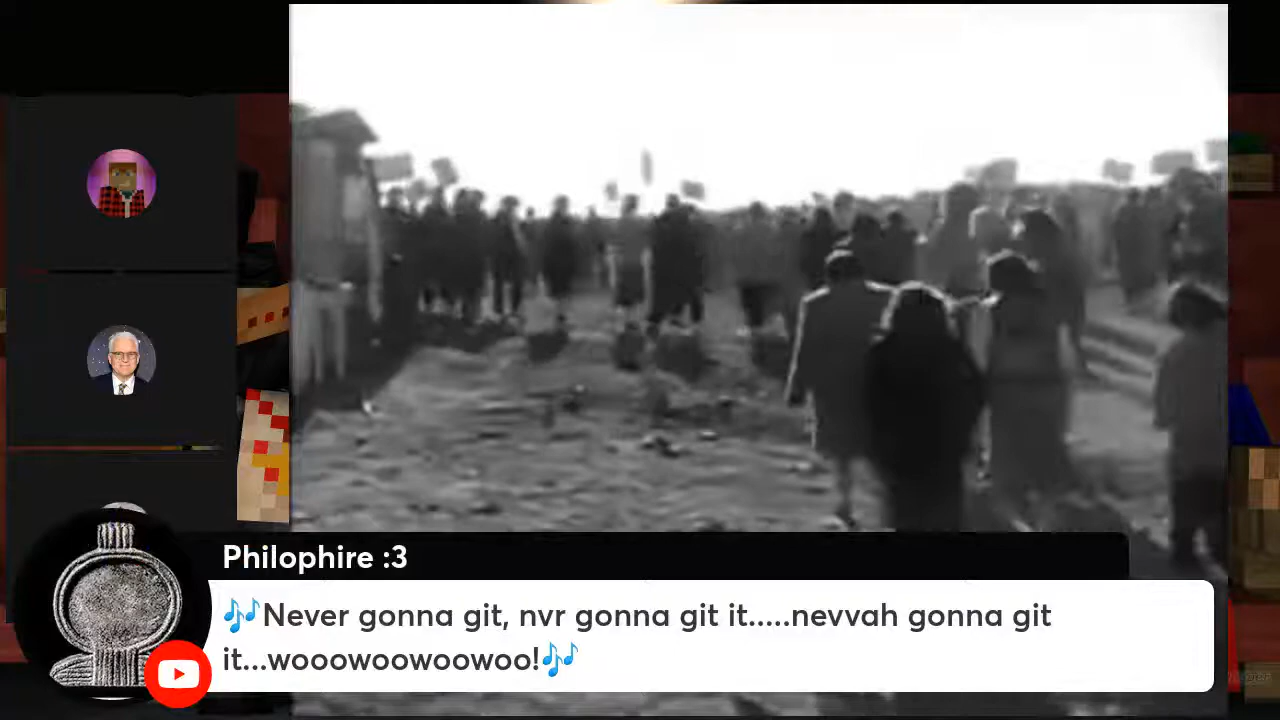 Philophire :3
🎶Never gonna git, nvr gonna git it.....nevvah gonna git
it...wooowoowoowoo!🎶